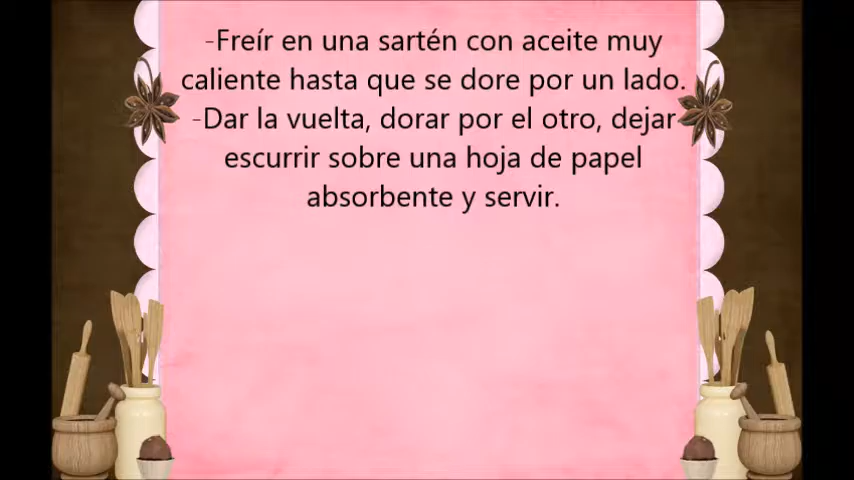 -Freír en una sartén con aceite muy
caliente hasta que se dore por un lado.
-Dar la vuelta, dorar por el otro, dejar
escurrir sobre una hoja de papel
absorbente y servir.